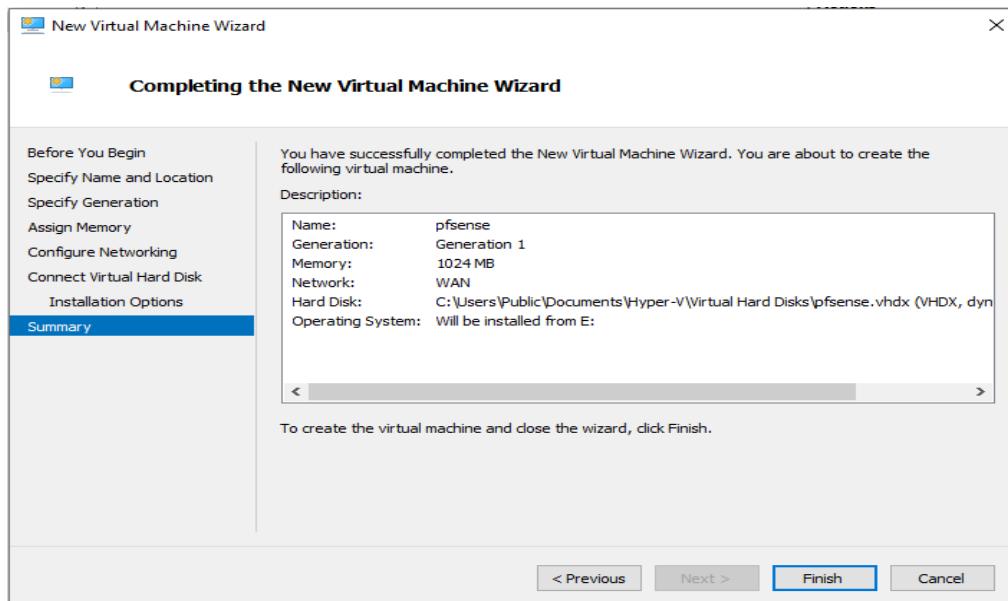 New Virtual Machine Wizard
Completing the New Virtual Machine Wizard
Before You Begin
Specify Name and Location
Specify Generation
Assign Memory
Configure Networking
Connect Virtual Hard Disk
Installation Options
Summary
You have successfully completed the New Virtual Machine Wizard. You are about to create the
following virtual machine.
Description:
Name: pfsense
Generation: Generation 1
Memory: 1024 MB
Network: WAN
Hard Disk: C:\Users\Public\Documents\Hyper-V\Virtual Hard Disks\pfsense.vhdx (VHDX, dyn
Operating System: Will be installed from E:
To create the virtual machine and close the wizard, click Finish.
< Previous
Next >
Finish
Cancel